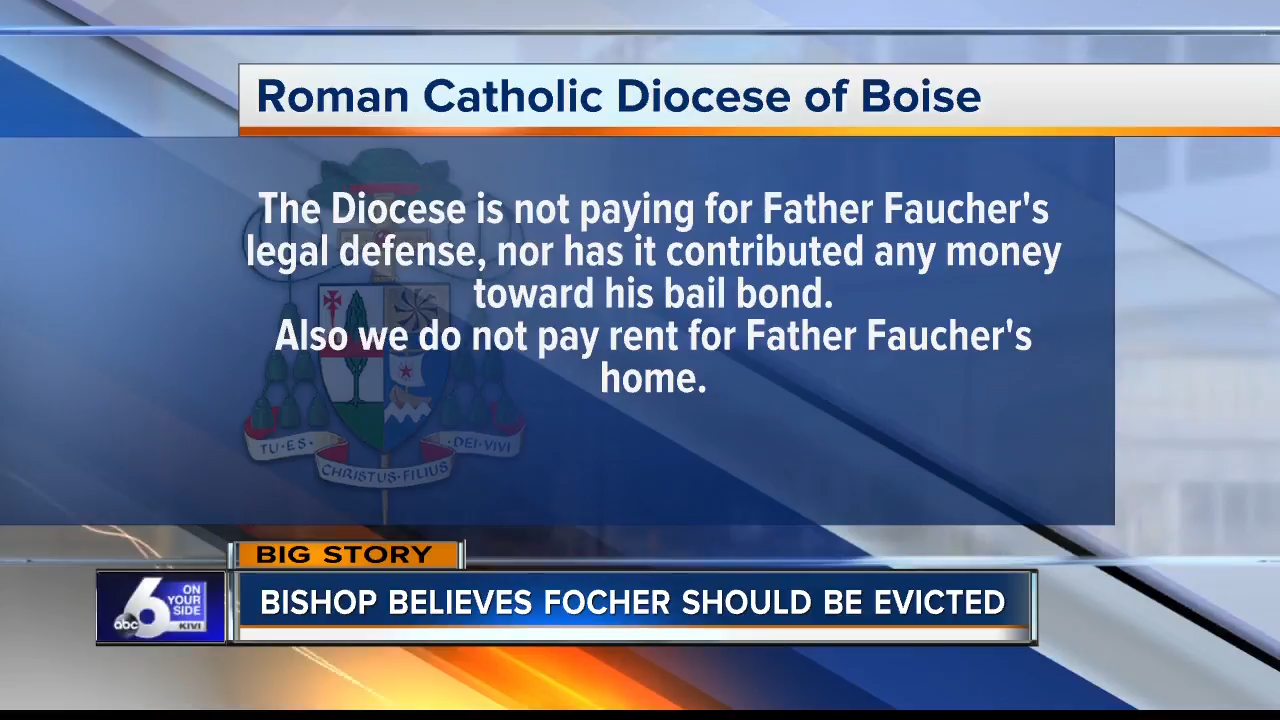 Roman Catholic Diocese of Boise
The Diocese is not paying for Father Faucher's
legal defense, nor has it contributed any money
toward his bail bond.
Also we do not pay rent for Father Faucher's
home.
TU·ES·
CHRISTUS·FILIUS
·DEI·VIVI
BIG STORY
BISHOP BELIEVES FOCHER SHOULD BE EVICTED
abc 6
ON
YOUR
SIDE
KIVI